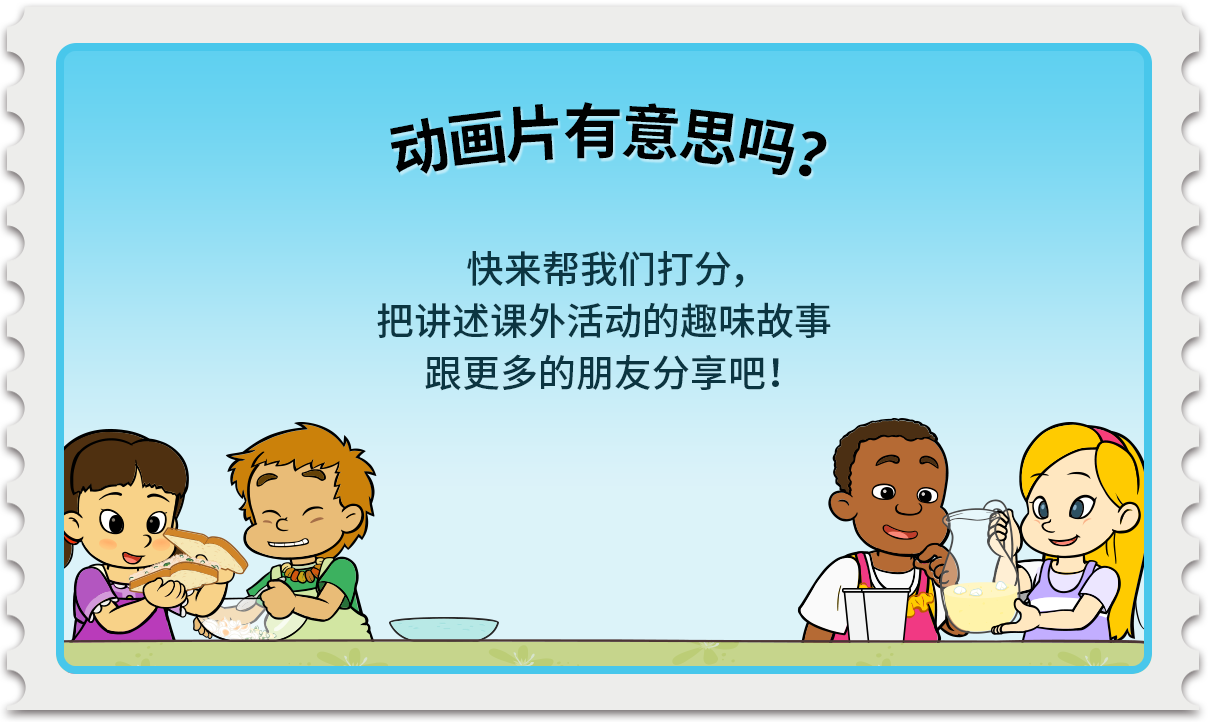 动画片有意思吗？
快来帮我们打分，
把讲述课外活动的趣味故事
跟更多的朋友分享吧！